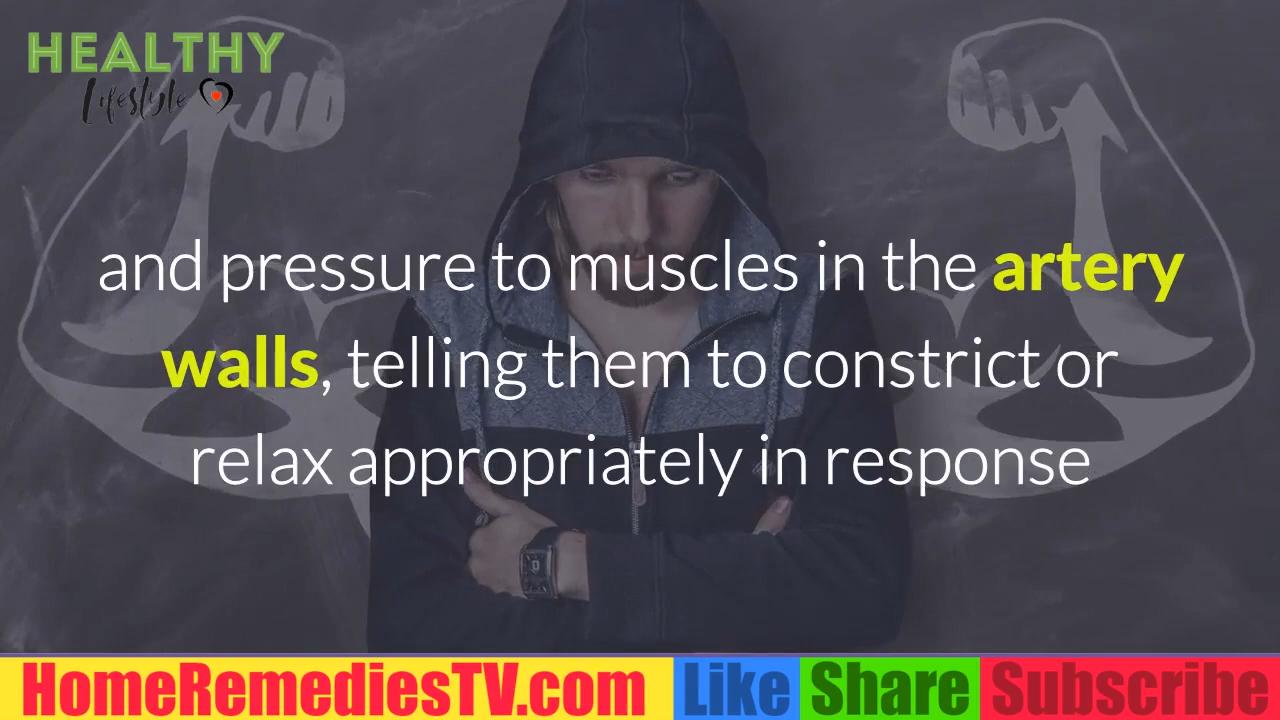 HEALTHY
Lifestyle
and pressure to muscles in the artery
walls, telling them to constrict or
relax appropriately in response
HomeRemediesTV.com Like Share Subscribe